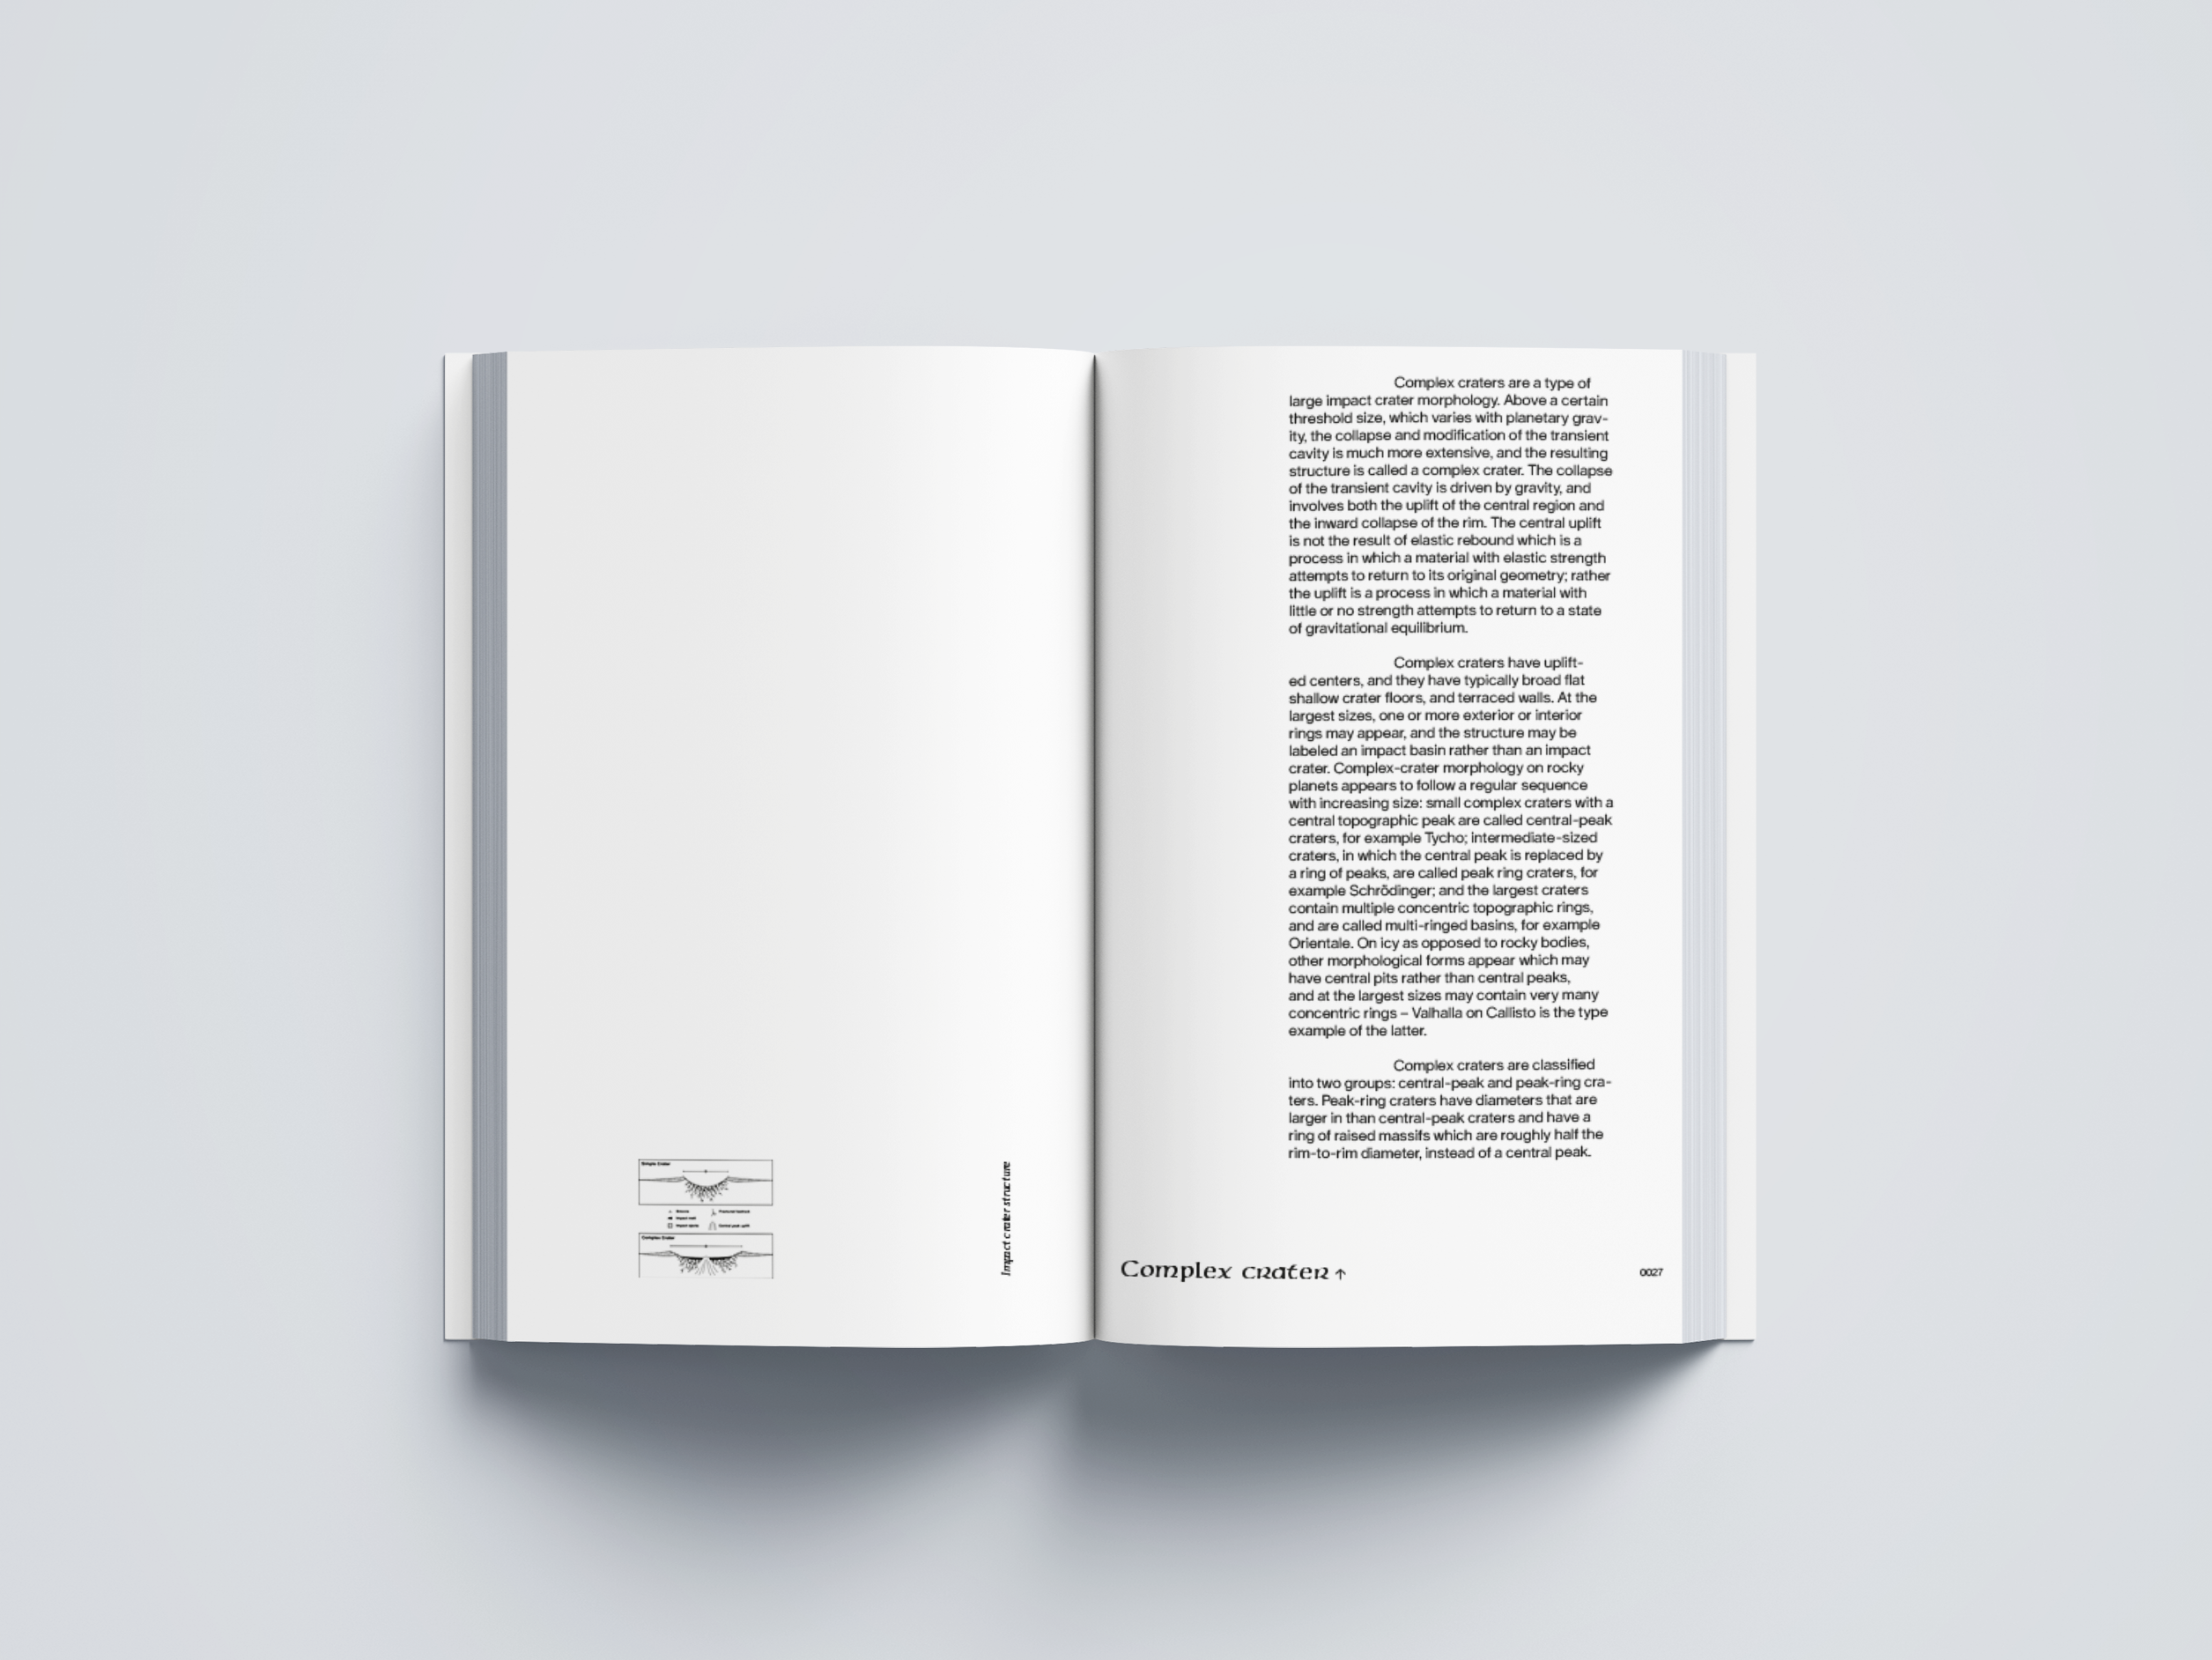 Simple Crater
Breccia
Fractured bedrock
Impact melt
Impact ejecta
Central peak uplift
Complex Crater
Impact crater structure
Complex craters are a type of
large impact crater morphology. Above a certain
threshold size, which varies with planetary grav-
ity, the collapse and modification of the transient
cavity is much more extensive, and the resulting
structure is called a complex crater. The collapse
of the transient cavity is driven by gravity, and
involves both the uplift of the central region and
the inward collapse of the rim. The central uplift
is not the result of elastic rebound which is a
process in which a material with elastic strength
attempts to return to its original geometry; rather
the uplift is a process in which a material with
little or no strength attempts to return to a state
of gravitational equilibrium.
Complex craters have uplift-
ed centers, and they have typically broad flat
shallow crater floors, and terraced walls. At the
largest sizes, one or more exterior or interior
rings may appear, and the structure may be
labeled an impact basin rather than an impact
crater. Complex-crater morphology on rocky
planets appears to follow a regular sequence
with increasing size: small complex craters with a
central topographic peak are called central-peak
craters, for example Tycho; intermediate-sized
craters, in which the central peak is replaced by
a ring of peaks, are called peak ring craters, for
example Schrödinger; and the largest craters
contain multiple concentric topographic rings,
and are called multi-ringed basins, for example
Orientale. On icy as opposed to rocky bodies,
other morphological forms appear which may
have central pits rather than central peaks,
and at the largest sizes may contain very many
concentric rings – Valhalla on Callisto is the type
example of the latter.
Complex craters are classified
into two groups: central-peak and peak-ring cra-
ters. Peak-ring craters have diameters that are
larger in than central-peak craters and have a
ring of raised massifs which are roughly half the
rim-to-rim diameter, instead of a central peak.
Complex crater ↑
0027